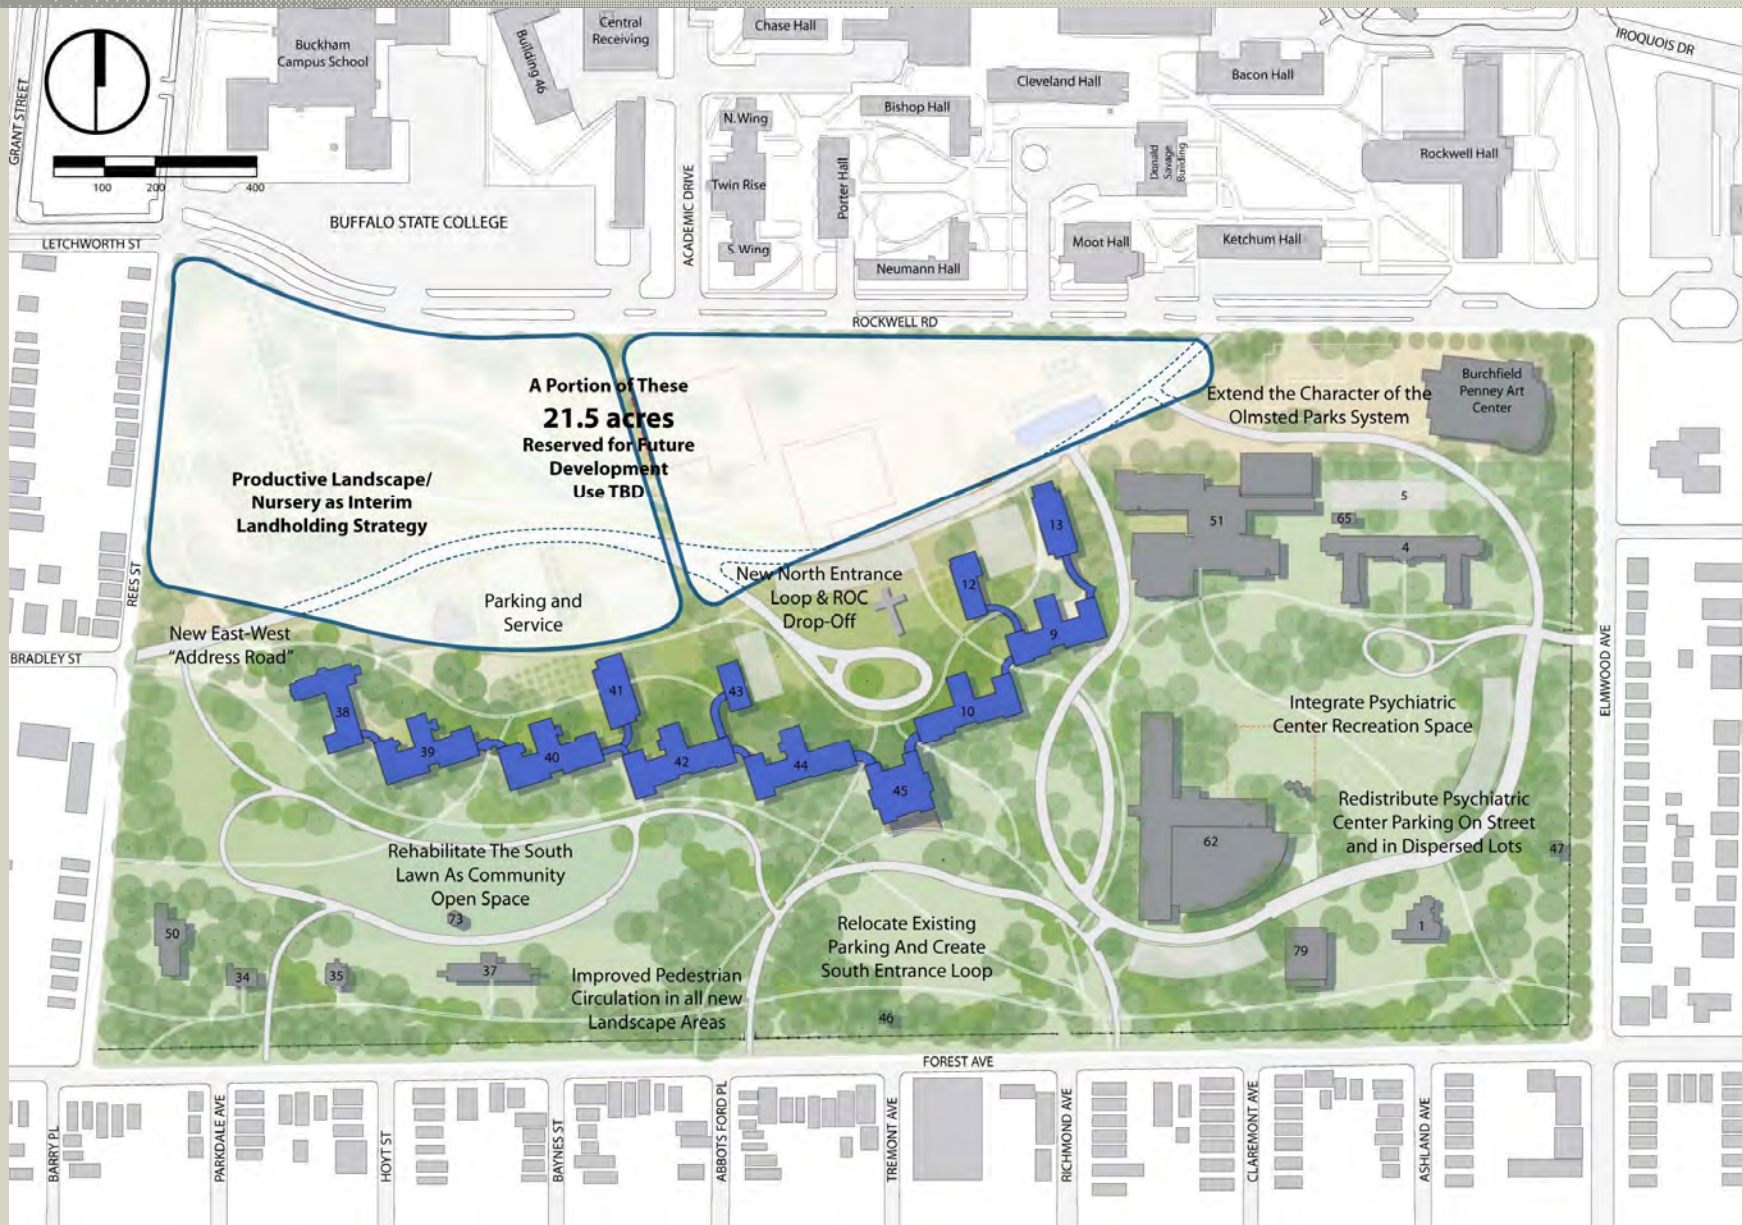 Buckham
Campus School
Building 46
Central
Receiving
Chase Hall
Cleveland Hall
Bacon Hall
IROQUOIS DR
GRANT STREET
100
200
400
N. Wing
Twin Rise
S. Wing
Porter Hall
Bishop Hall
Neumann Hall
Donald
Savage
Building
Moot Hall
Ketchum Hall
Rockwell Hall
ACADEMIC DRIVE
BUFFALO STATE COLLEGE
LETCHWORTH ST
ROCKWELL RD
REES ST
BRADLEY ST
ELMWOOD AVE
A Portion of These
21.5 acres
Reserved for Future
Development
Use TBD
Productive Landscape/
Nursery as Interim
Landholding Strategy
Extend the Character of the
Olmsted Parks System
Burchfield
Penney Art
Center
Parking and
Service
New North Entrance
Loop & ROC
Drop-Off
New East-West
"Address Road"
51
5
65
4
13
12
9
10
38
39
40
41
42
43
44
45
Integrate Psychiatric
Center Recreation Space
Redistribute Psychiatric
Center Parking On Street
and in Dispersed Lots
62
47
Rehabilitate The South
Lawn As Community
Open Space
73
50
34
35
37
Improved Pedestrian
Circulation in all new
Landscape Areas
Relocate Existing
Parking And Create
South Entrance Loop
46
79
1
FOREST AVE
BARRY PL
PARKDALE AVE
HOYT ST
BAYNES ST
ABBOTS FORD PL
TREMONT AVE
RICHMOND AVE
CLAREMONT AVE
ASHLAND AVE